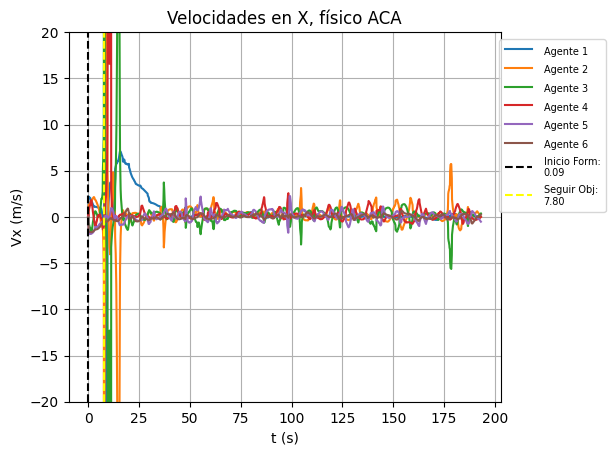 Velocidades en X, físico ACA
20
15
10
5
0
−5
−10
−15
−20
Vx (m/s)
0
25
50
75
100
125
150
175
200
t (s)
Agente 1
Agente 2
Agente 3
Agente 4
Agente 5
Agente 6
Inicio Form:
0.09
Seguir Obj:
7.80